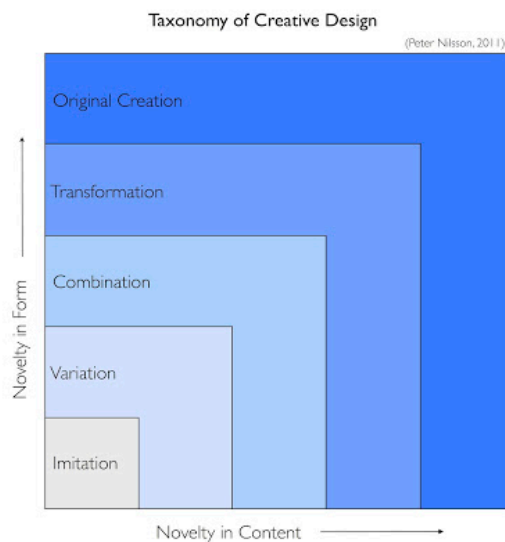 Taxonomy of Creative Design
(Peter Nilsson, 2011)
Original Creation
Transformation
Combination
Variation
Imitation
Novelty in Form
Novelty in Content